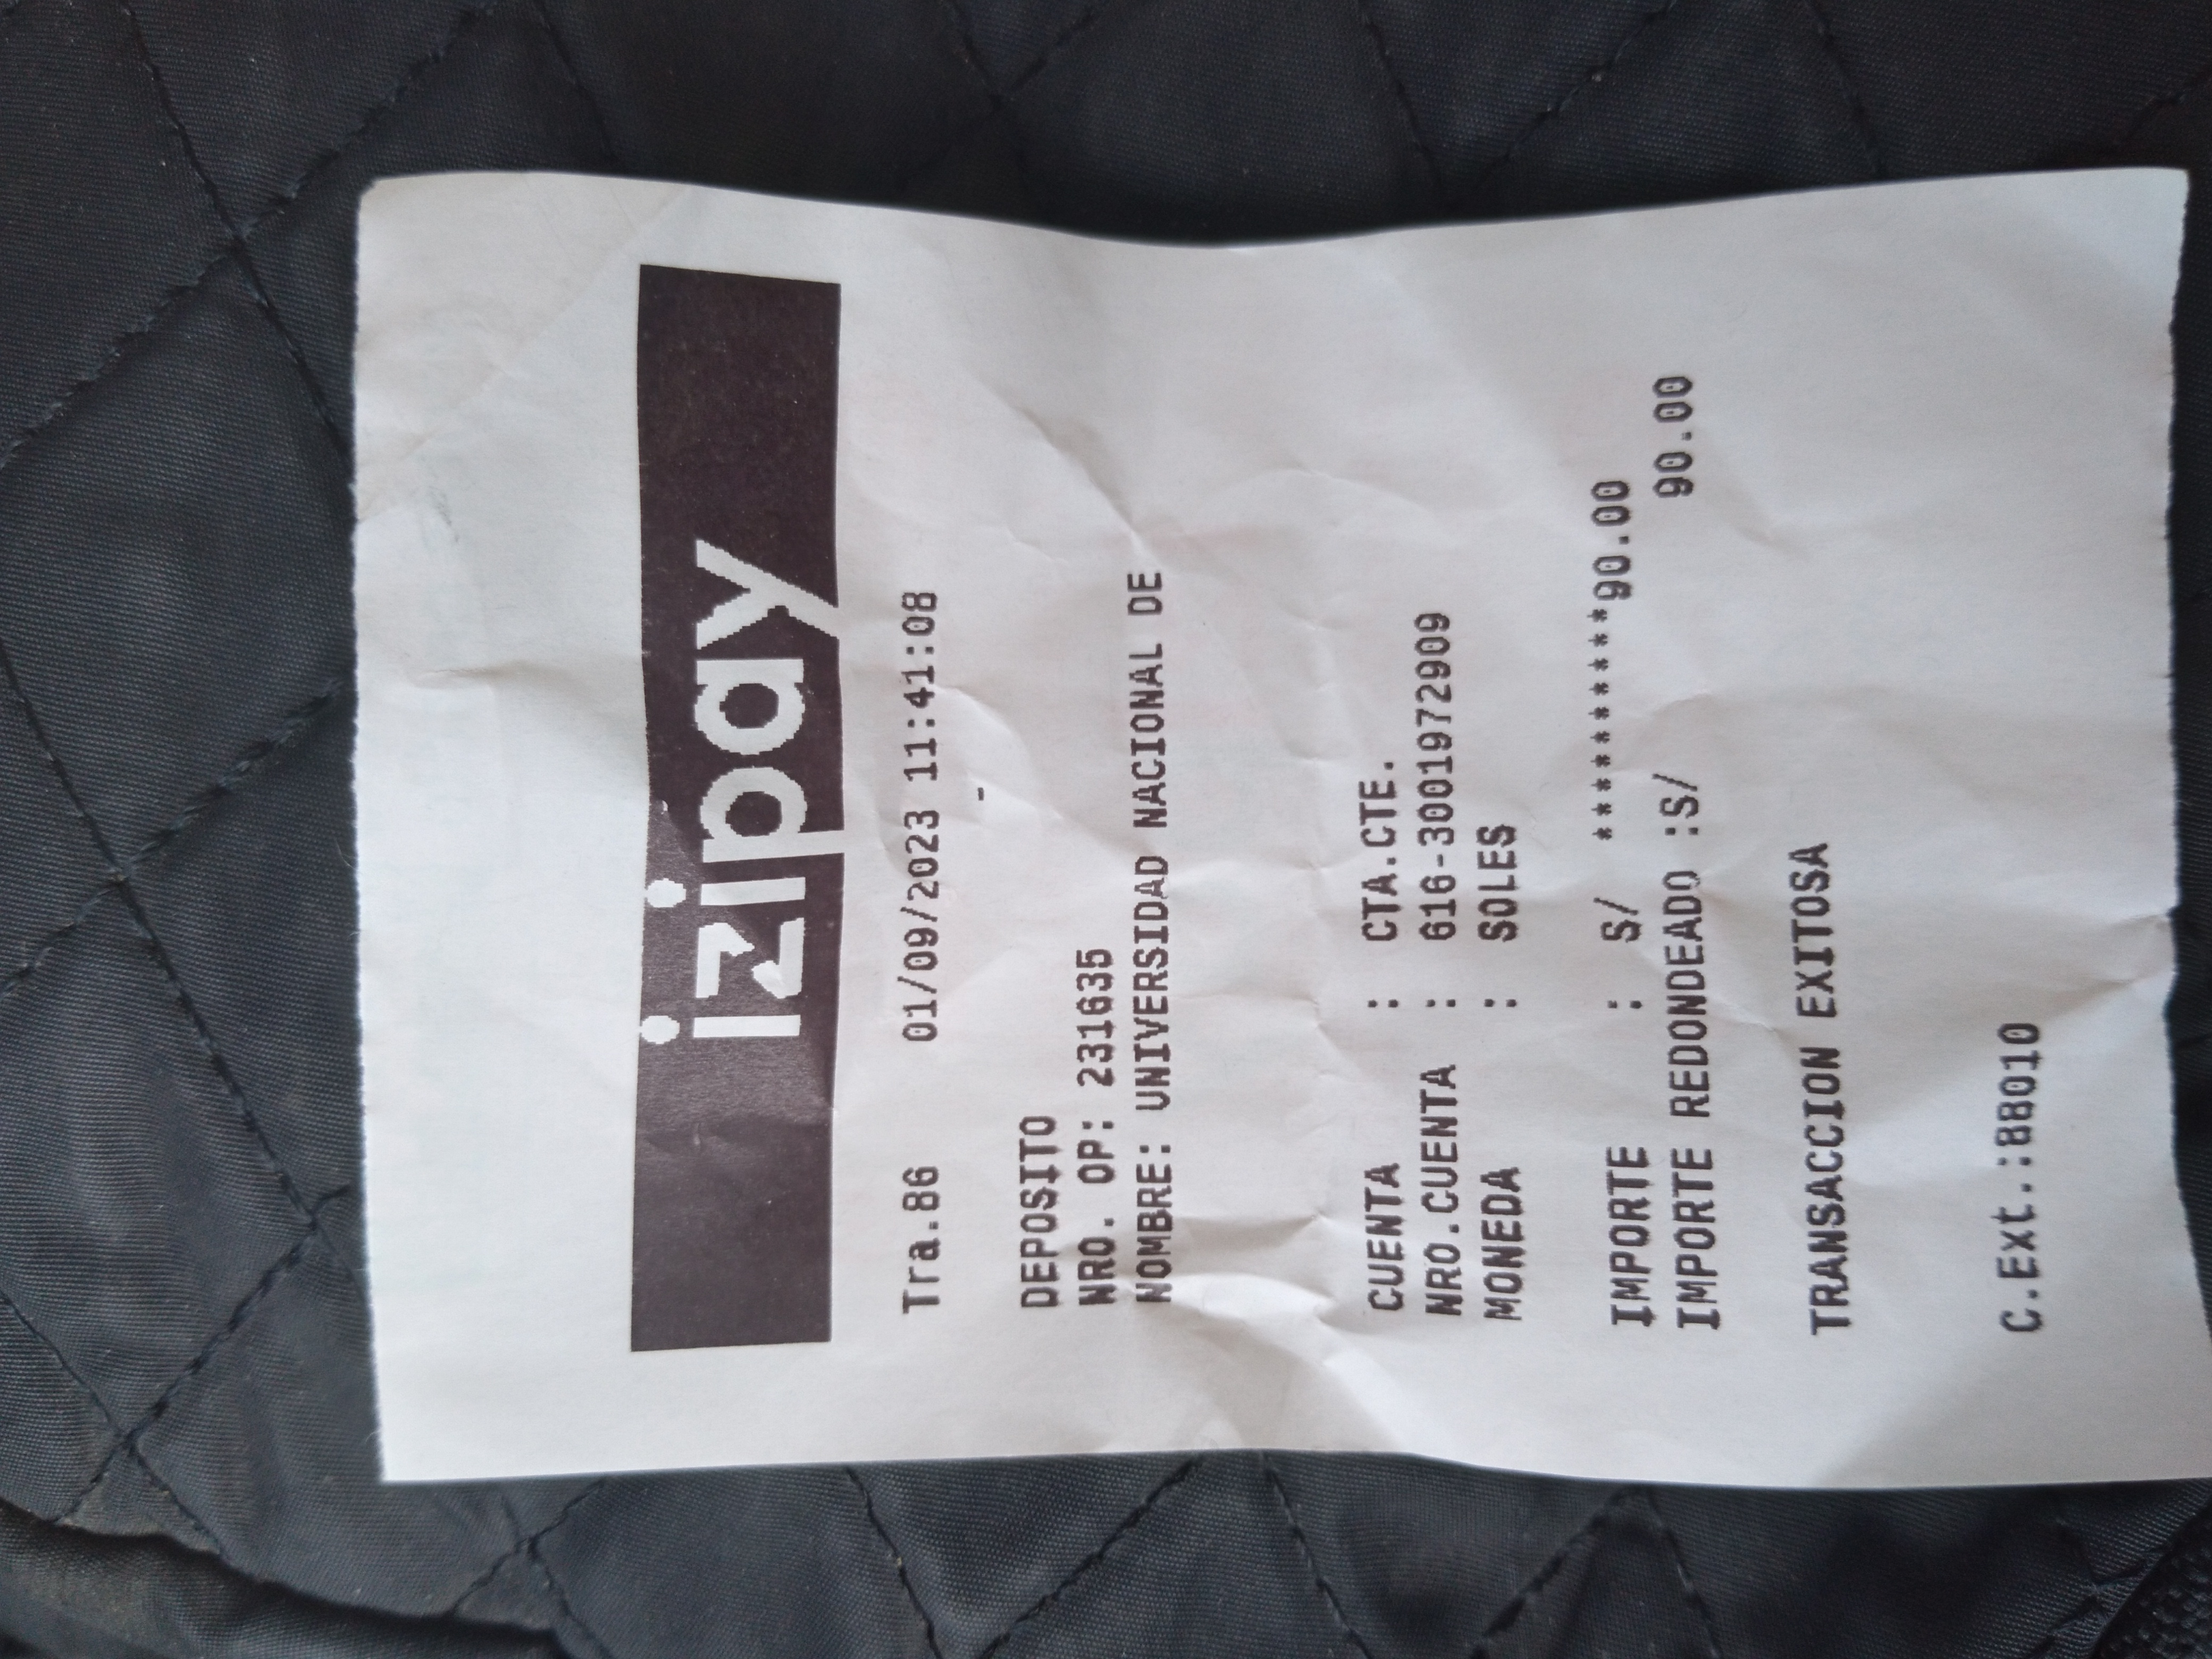 izipay
Tra.86 01/09/2023 11:41:08
-
DEPOSITO
NRO. OP: 231635
NOMBRE: UNIVERSIDAD NACIONAL DE
CUENTA : CTA.CTE.
NRO.CUENTA : 616-3001972909
MONEDA : SOLES
IMPORTE : S/ **********90.00
IMPORTE REDONDEADO :S/ 90.00
TRANSACCION EXITOSA
C.Ext.:88010